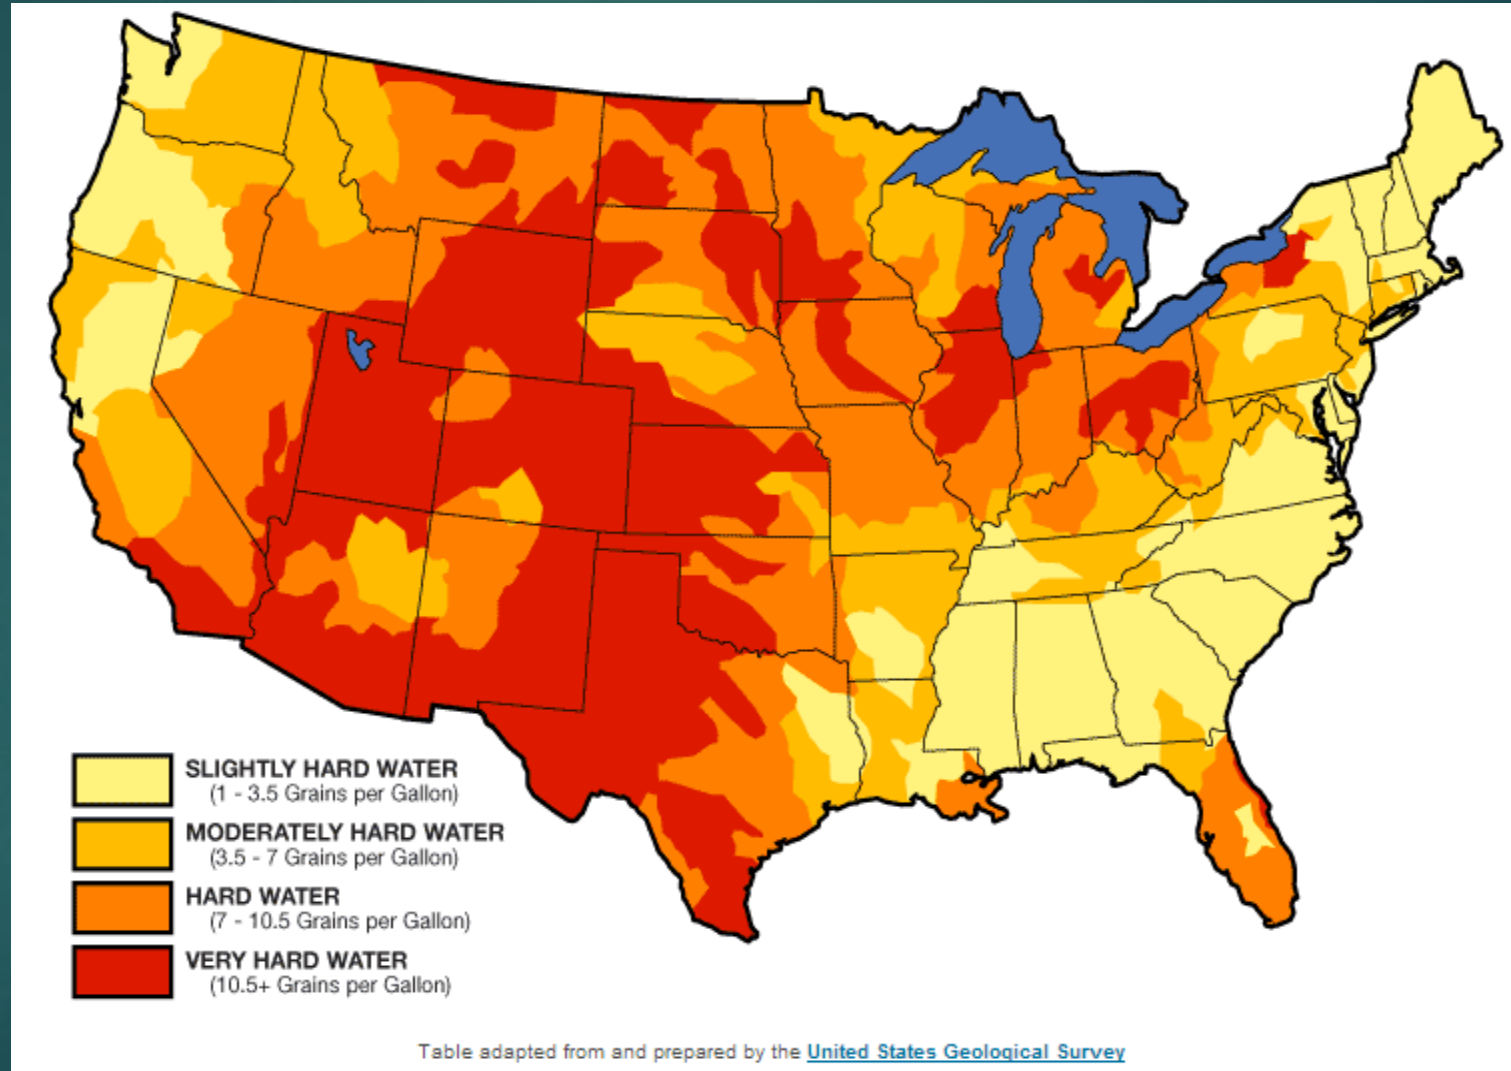 SLIGHTLY HARD WATER
(1 - 3.5 Grains per Gallon)
MODERATELY HARD WATER
(3.5 - 7 Grains per Gallon)
HARD WATER
(7 - 10.5 Grains per Gallon)
VERY HARD WATER
(10.5+ Grains per Gallon)
Table adapted from and prepared by the United States Geological Survey